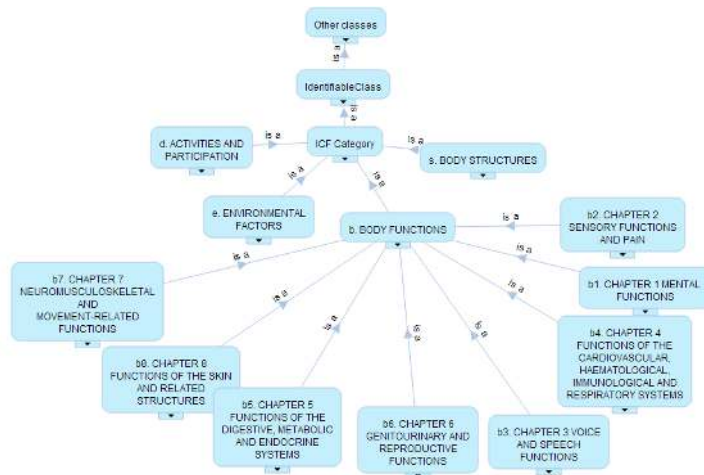 Other classes
is a
IdentifiableClass
is a
d. ACTIVITIES AND
PARTICIPATION
is a
ICF Category
is a
s. BODY STRUCTURES
is a
is a
e. ENVIRONMENTAL
FACTORS
b. BODY FUNCTIONS
is a
b2. CHAPTER 2
SENSORY FUNCTIONS
AND PAIN
b7. CHAPTER 7
NEUROMUSCULOSKELETAL
AND
MOVEMENT-RELATED
FUNCTIONS
is a
is a
b1. CHAPTER 1 MENTAL
FUNCTIONS
b8. CHAPTER 8
FUNCTIONS OF THE SKIN
AND RELATED
STRUCTURES
is a
is a
b4. CHAPTER 4
FUNCTIONS OF THE
CARDIOVASCULAR,
HAEMATOLOGICAL,
IMMUNOLOGICAL AND
RESPIRATORY SYSTEMS
b5. CHAPTER 5
FUNCTIONS OF THE
DIGESTIVE, METABOLIC
AND ENDOCRINE
SYSTEMS
is a
is a
b6. CHAPTER 6
GENITOURINARY AND
REPRODUCTIVE
FUNCTIONS
is a
b3. CHAPTER 3 VOICE
AND SPEECH
FUNCTIONS